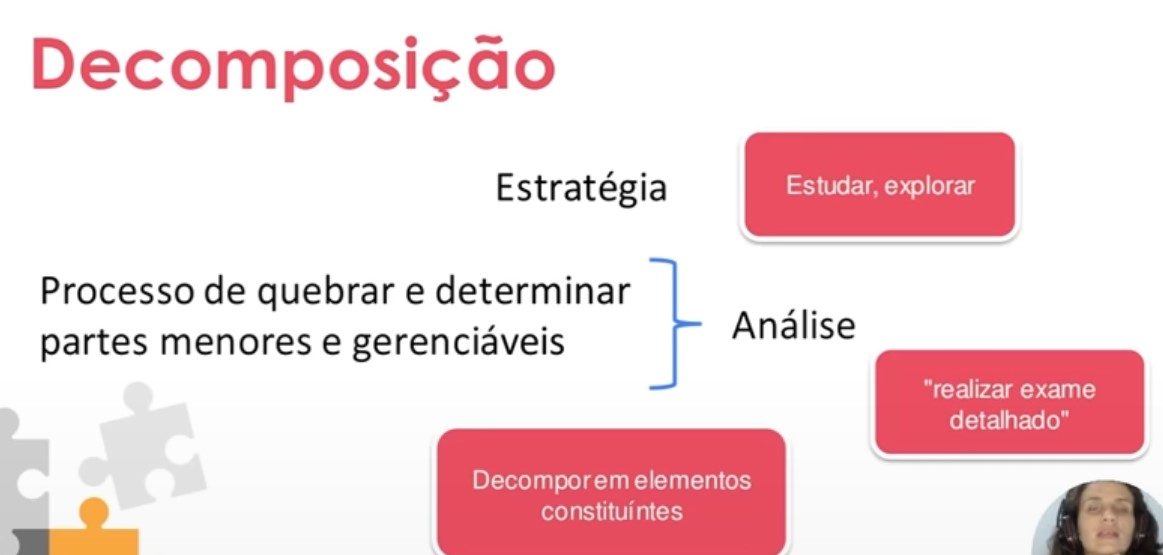 Decomposição
Estratégia
Estudar, explorar
Processo de quebrar e determinar
partes menores e gerenciáveis
Análise
"realizar exame
detalhado"
Decompor em elementos
constituíntes